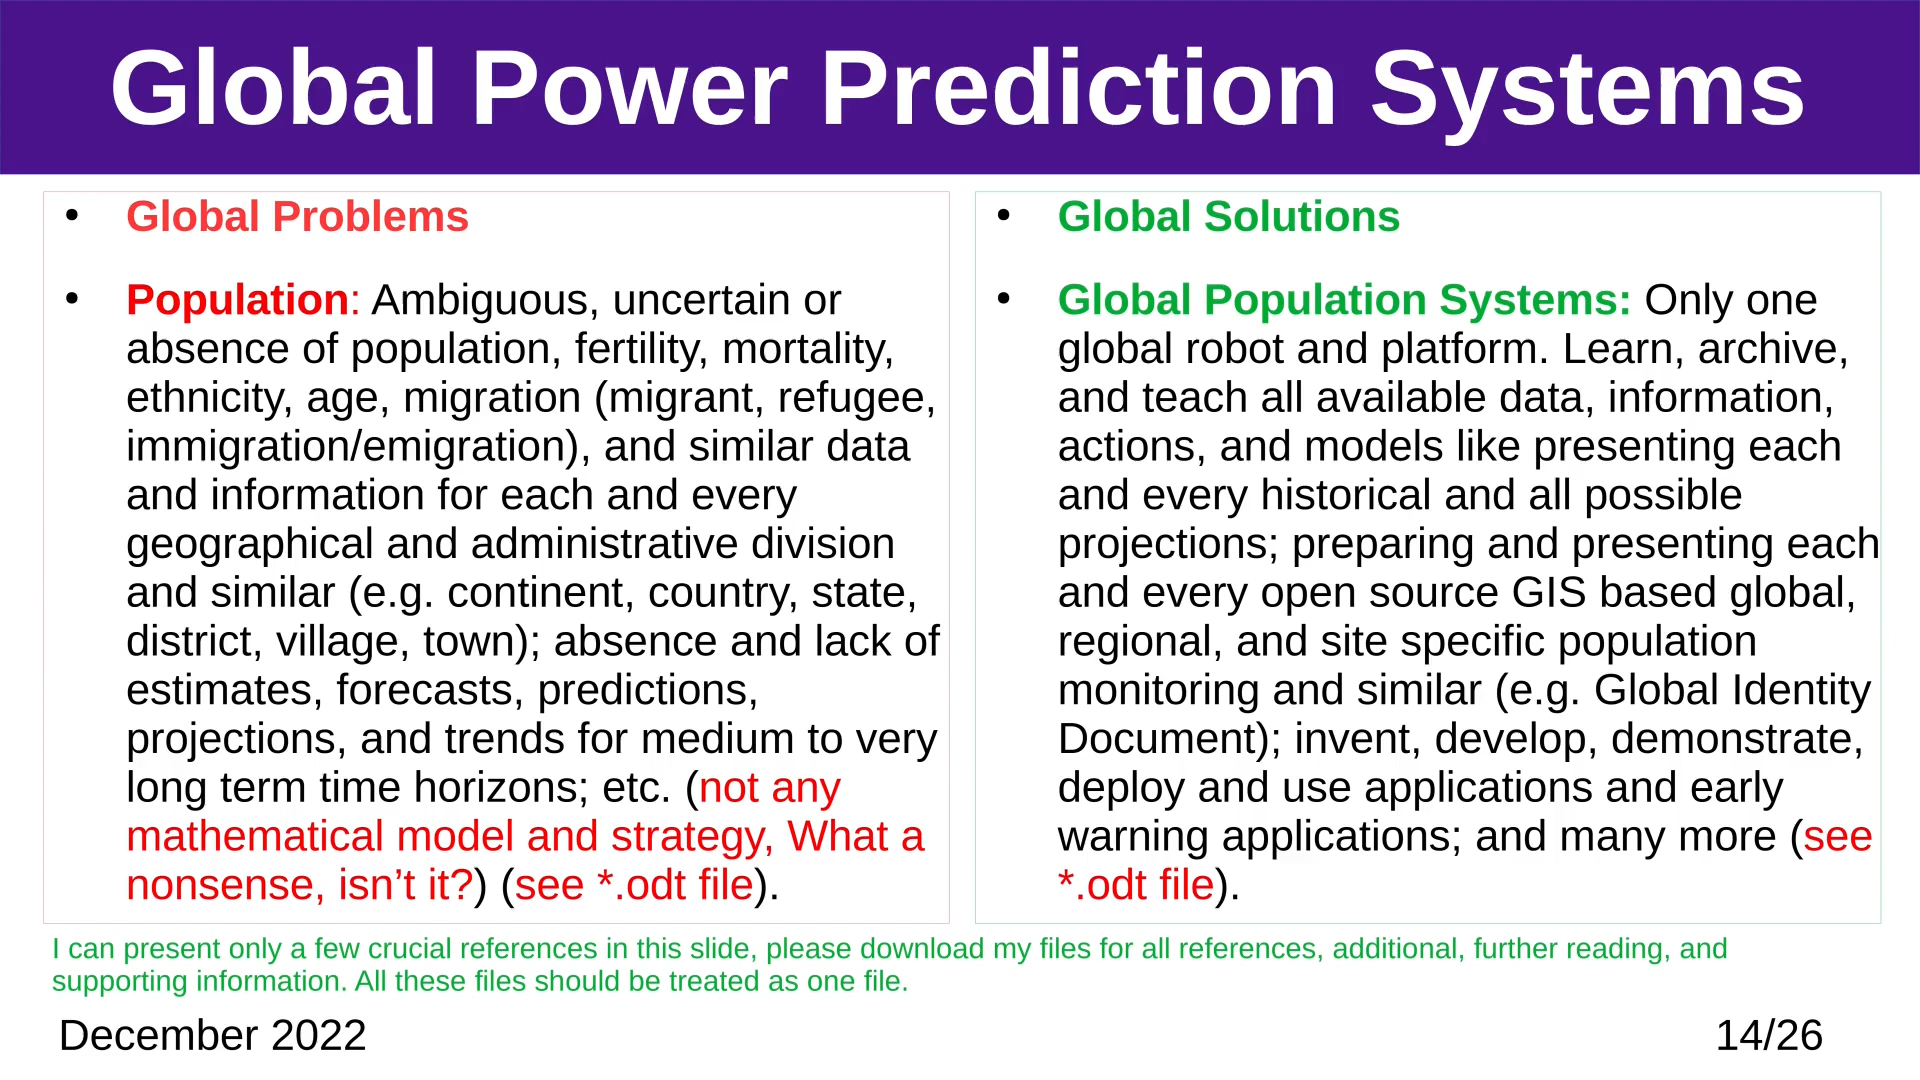 Global Power Prediction Systems
• Global Problems
• Population: Ambiguous, uncertain or
absence of population, fertility, mortality,
ethnicity, age, migration (migrant, refugee,
immigration/emigration), and similar data
and information for each and every
geographical and administrative division
and similar (e.g. continent, country, state,
district, village, town); absence and lack of
estimates, forecasts, predictions,
projections, and trends for medium to very
long term time horizons; etc. (not any
mathematical model and strategy, What a
nonsense, isn’t it?) (see *.odt file).
• Global Solutions
• Global Population Systems: Only one
global robot and platform. Learn, archive,
and teach all available data, information,
actions, and models like presenting each
and every historical and all possible
projections; preparing and presenting each
and every open source GIS based global,
regional, and site specific population
monitoring and similar (e.g. Global Identity
Document); invent, develop, demonstrate,
deploy and use applications and early
warning applications; and many more (see
*.odt file).
I can present only a few crucial references in this slide, please download my files for all references, additional, further reading, and
supporting information. All these files should be treated as one file.
December 2022
14/26